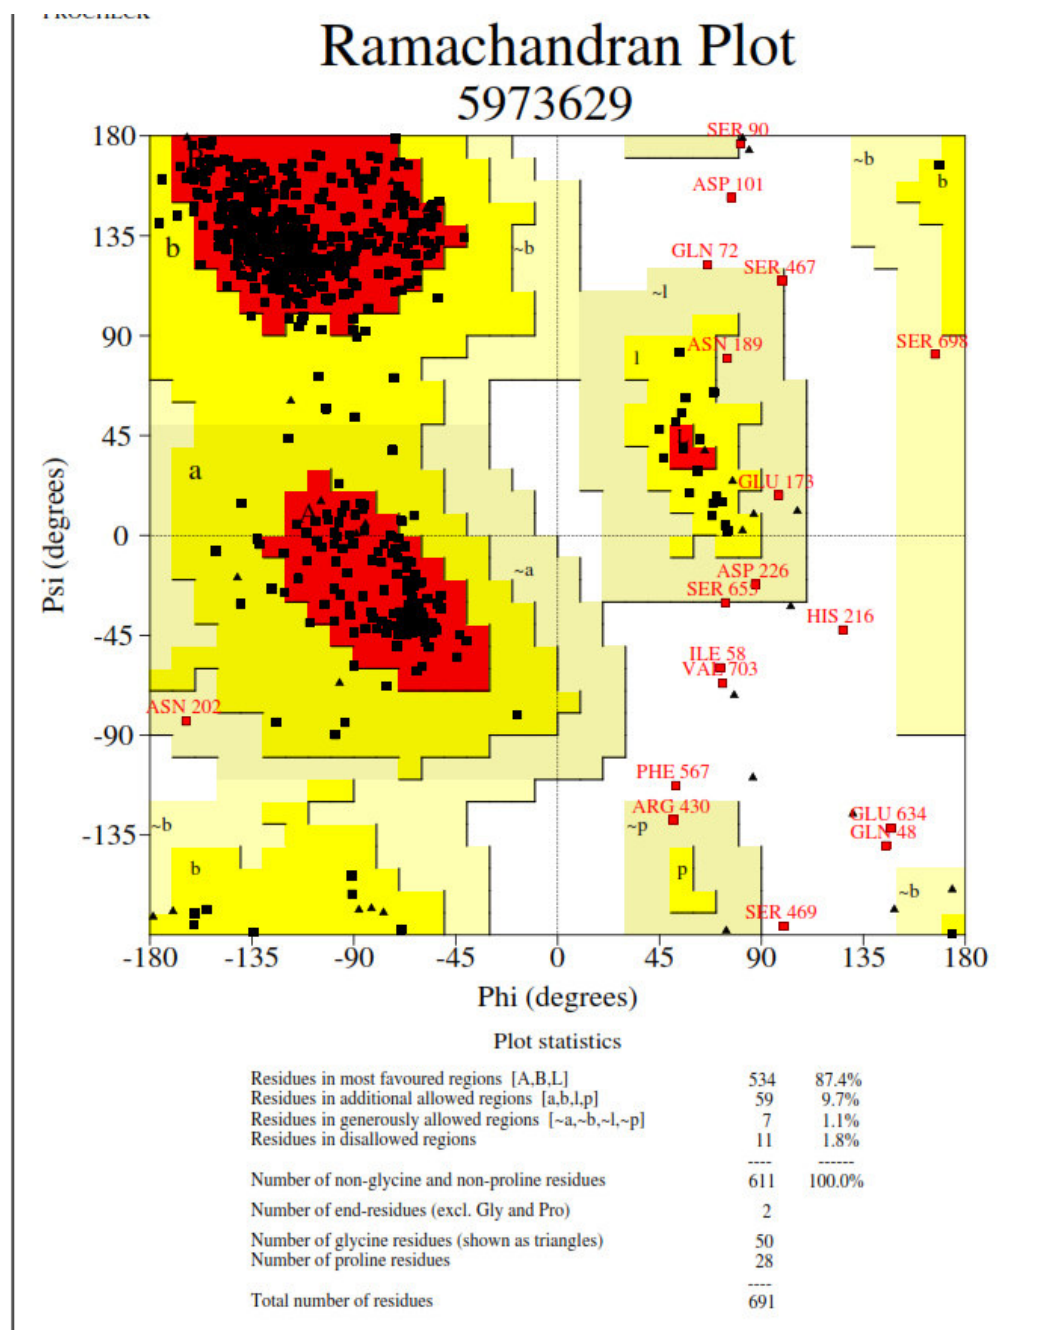 PROCHECK
Ramachandran Plot
5973629
180
135
90
45
0
-45
-90
-135
Psi (degrees)
B
b
a
A
~b
~a
SER 90
ASP 101
GLN 72
SER 467
~l
l
ASN 189
L
GLU 173
~b
b
SER 698
ASP 226
SER 655
HIS 216
ILE 58
VAL 703
ASN 202
PHE 567
ARG 430
~p
p
GLU 634
GLN 48
SER 469
~b
b
~b
-180 -135 -90 -45 0 45 90 135 180
Phi (degrees)
Plot statistics
Residues in most favoured regions [A,B,L] 534 87.4%
Residues in additional allowed regions [a,b,l,p] 59 9.7%
Residues in generously allowed regions [~a,~b,~l,~p] 7 1.1%
Residues in disallowed regions 11 1.8%
---- ------
Number of non-glycine and non-proline residues 611 100.0%
Number of end-residues (excl. Gly and Pro) 2
Number of glycine residues (shown as triangles) 50
Number of proline residues 28
----
Total number of residues 691